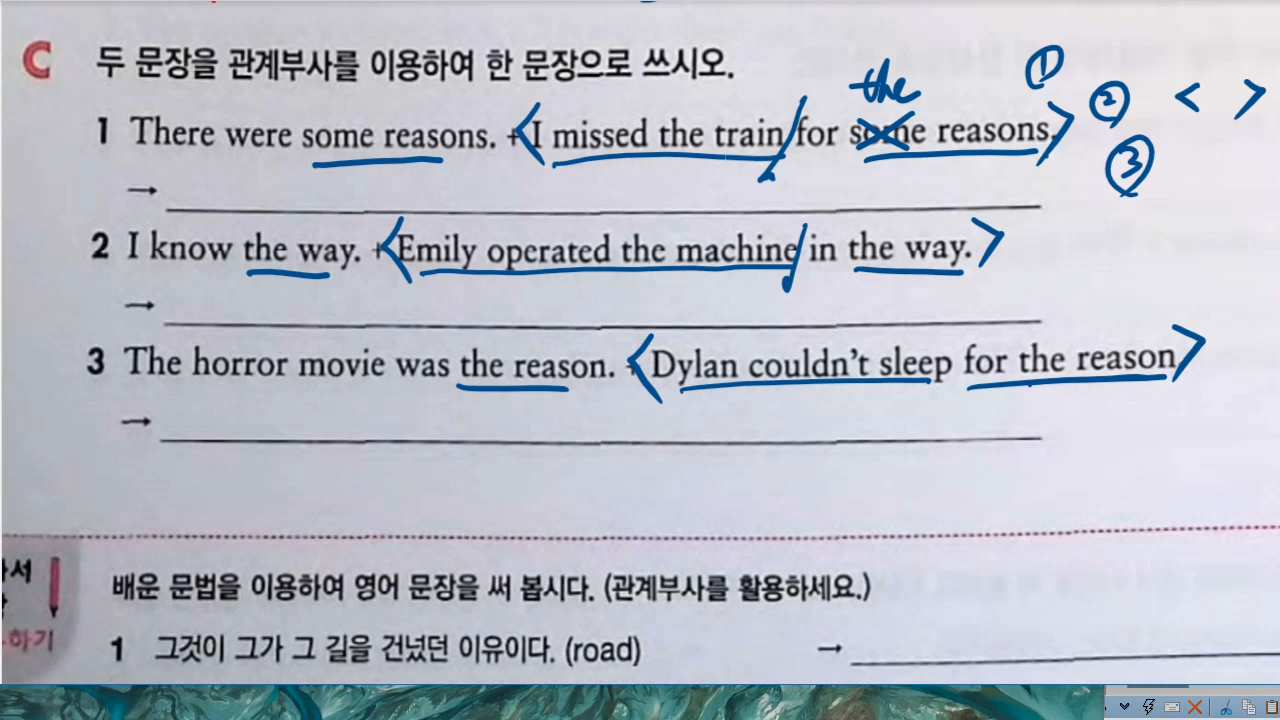 C 두 문장을 관계부사를 이용하여 한 문장으로 쓰시오.
the ① ② < >
1 There were some reasons. + <I missed the train / for some reasons.>
③
→
2 I know the way. + <Emily operated the machine / in the way.>
→
3 The horror movie was the reason. + <Dylan couldn't sleep for the reason>
→
배운 문법을 이용하여 영어 문장을 써 봅시다. (관계부사를 활용하세요.)
하기
1 그것이 그가 그 길을 건넜던 이유이다. (road) →